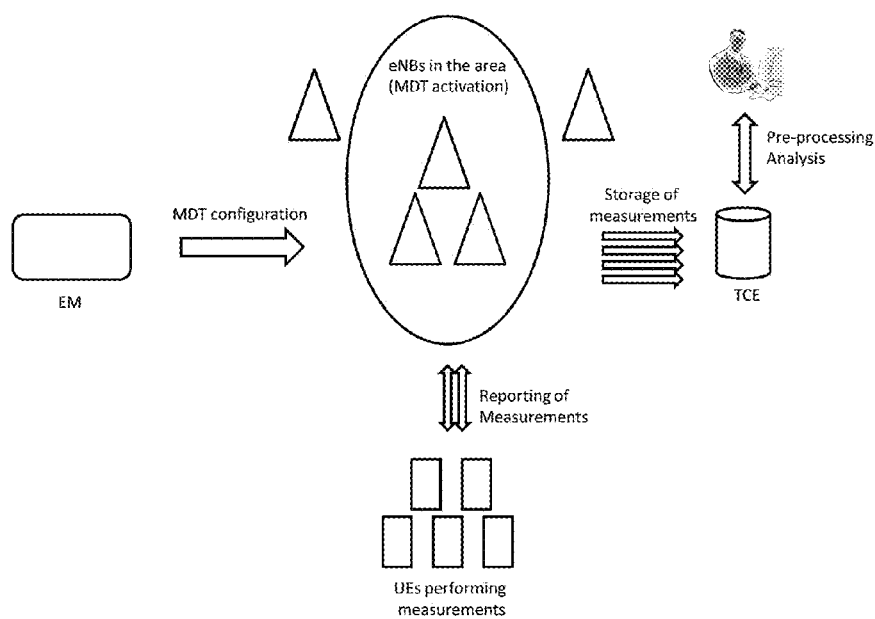 eNBs in the area
(MDT activation)
Pre-processing
Analysis
MDT configuration
Storage of
measurements
EM
TCE
Reporting of
Measurements
UEs performing
measurements